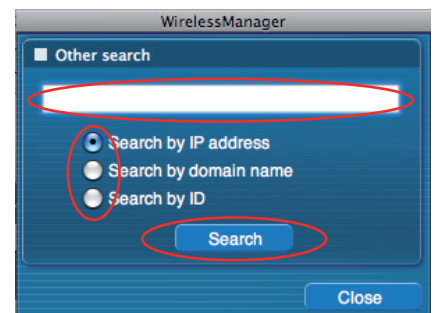 WirelessManager
Other search
Search by IP address
Search by domain name
Search by ID
Search
Close